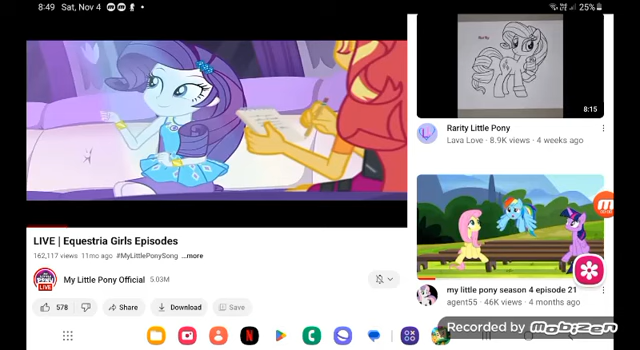 8:49 Sat, Nov 4
25%
8:15
Rarity Little Pony
Lava Love · 8.9K views · 4 weeks ago
LIVE | Equestria Girls Episodes
162,117 views 11mo ago #MyLittlePonySong ...more
My Little Pony Official 5.03M
LIVE
578
Share
Download
Save
my little pony season 4 episode 21
agent55 · 46K views · 4 months ago
Recorded by Mobizen